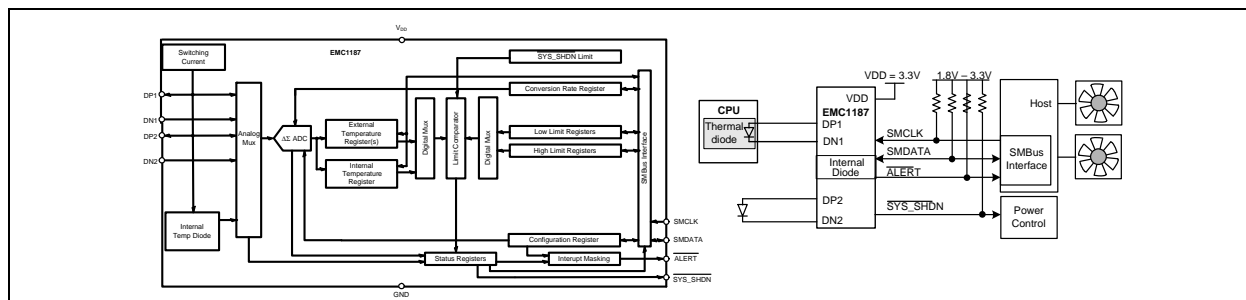 VDD
EMC1187
Switching
Current
SYS_SHDN Limit
Conversion Rate Register
DP1
DN1
DP2
DN2
Analog
Mux
ΔΣ ADC
External
Temperature
Register(s)
Internal
Temperature
Register
Digital Mux
Limit Comparator
Digital Mux
Low Limit Registers
High Limit Registers
SMBus Interface
Internal
Temp Diode
Configuration Register
Status Registers
Interupt Masking
SMCLK
SMDATA
ALERT
SYS_SHDN
GND
CPU
Thermal
diode
VDD = 3.3V
VDD
EMC1187
DP1
DN1
Internal
Diode
DP2
DN2
1.8V – 3.3V
SMCLK
SMDATA
ALERT
SYS_SHDN
Host
SMBus
Interface
Power
Control